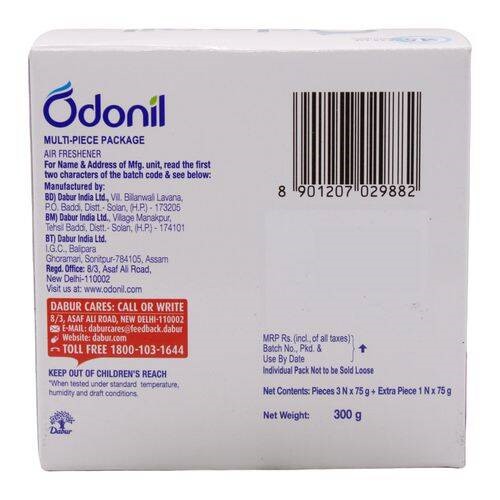 Odonil
MULTI-PIECE PACKAGE
AIR FRESHENER
For Name & Address of Mfg. unit, read the first
two characters of the batch code & see below:
Manufactured by:
BD) Dabur India Ltd., Vill. Billanwali Lavana,
P.O. Baddi, Distt.- Solan, (H.P.) - 173205
BM) Dabur India Ltd., Village Manakpur,
Tehsil Baddi, Distt.- Solan, (H.P.) - 174101
BT) Dabur India Ltd.
I.G.C., Balipara
Ghoramari, Sonitpur-784105, Assam
Regd. Office: 8/3, Asaf Ali Road,
New Delhi-110002
Visit us at: www.odonil.com
DABUR CARES: CALL OR WRITE
8/3, ASAF ALI ROAD, NEW DELHI-110002
E-MAIL: daburcares@feedback.dabur
Website: dabur.com
TOLL FREE 1800-103-1644
KEEP OUT OF CHILDREN'S REACH
*When tested under standard temperature,
humidity and draft conditions.
Dabur
8 901207 029882
MRP Rs. (incl., of all taxes)
Batch No., Pkd. &
Use By Date
Individual Pack Not to be Sold Loose
Net Contents: Pieces 3 N x 75 g + Extra Piece 1 N x 75 g
Net Weight: 300 g